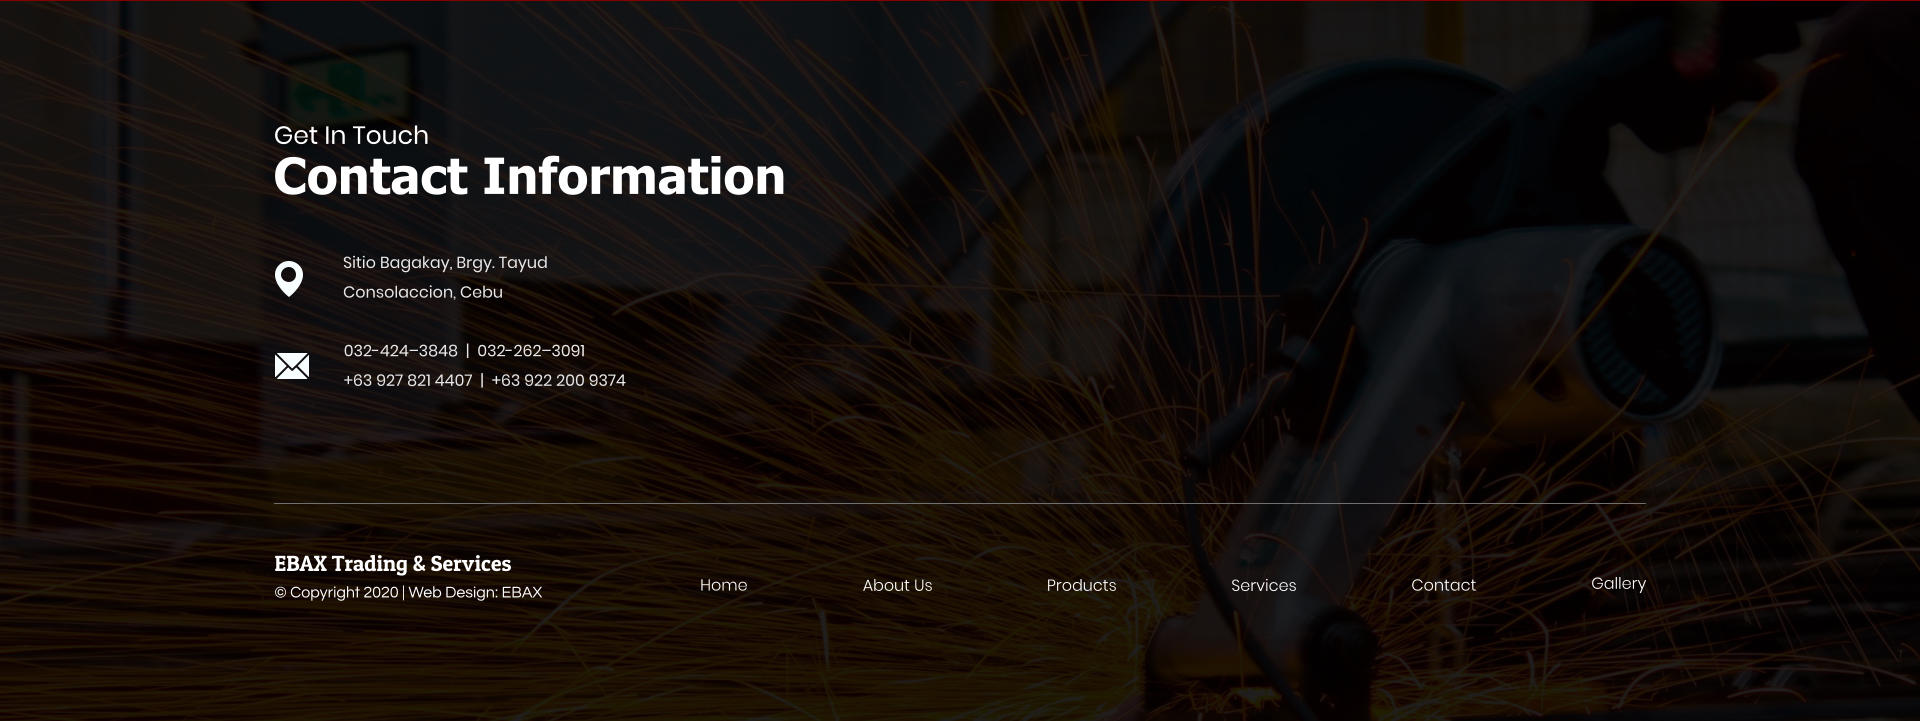 Get In Touch
Contact Information
Sitio Bagakay, Brgy. Tayud
Consolaccion, Cebu
032-424–3848 | 032-262–3091
+63 927 821 4407 | +63 922 200 9374
EBAX Trading & Services
© Copyright 2020 | Web Design: EBAX
Home About Us Products Services Contact Gallery